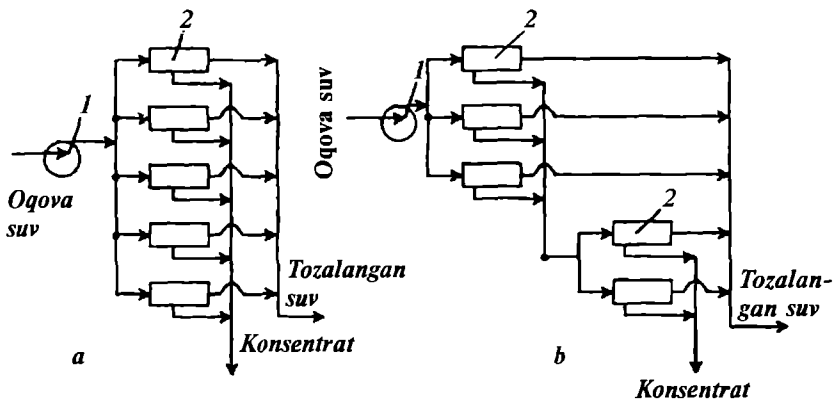 2
1
Oqova
suv
Tozalangan
suv
Konsentrat
a
2
1
Oqova suv
2
Tozalan-
gan suv
b
Konsentrat